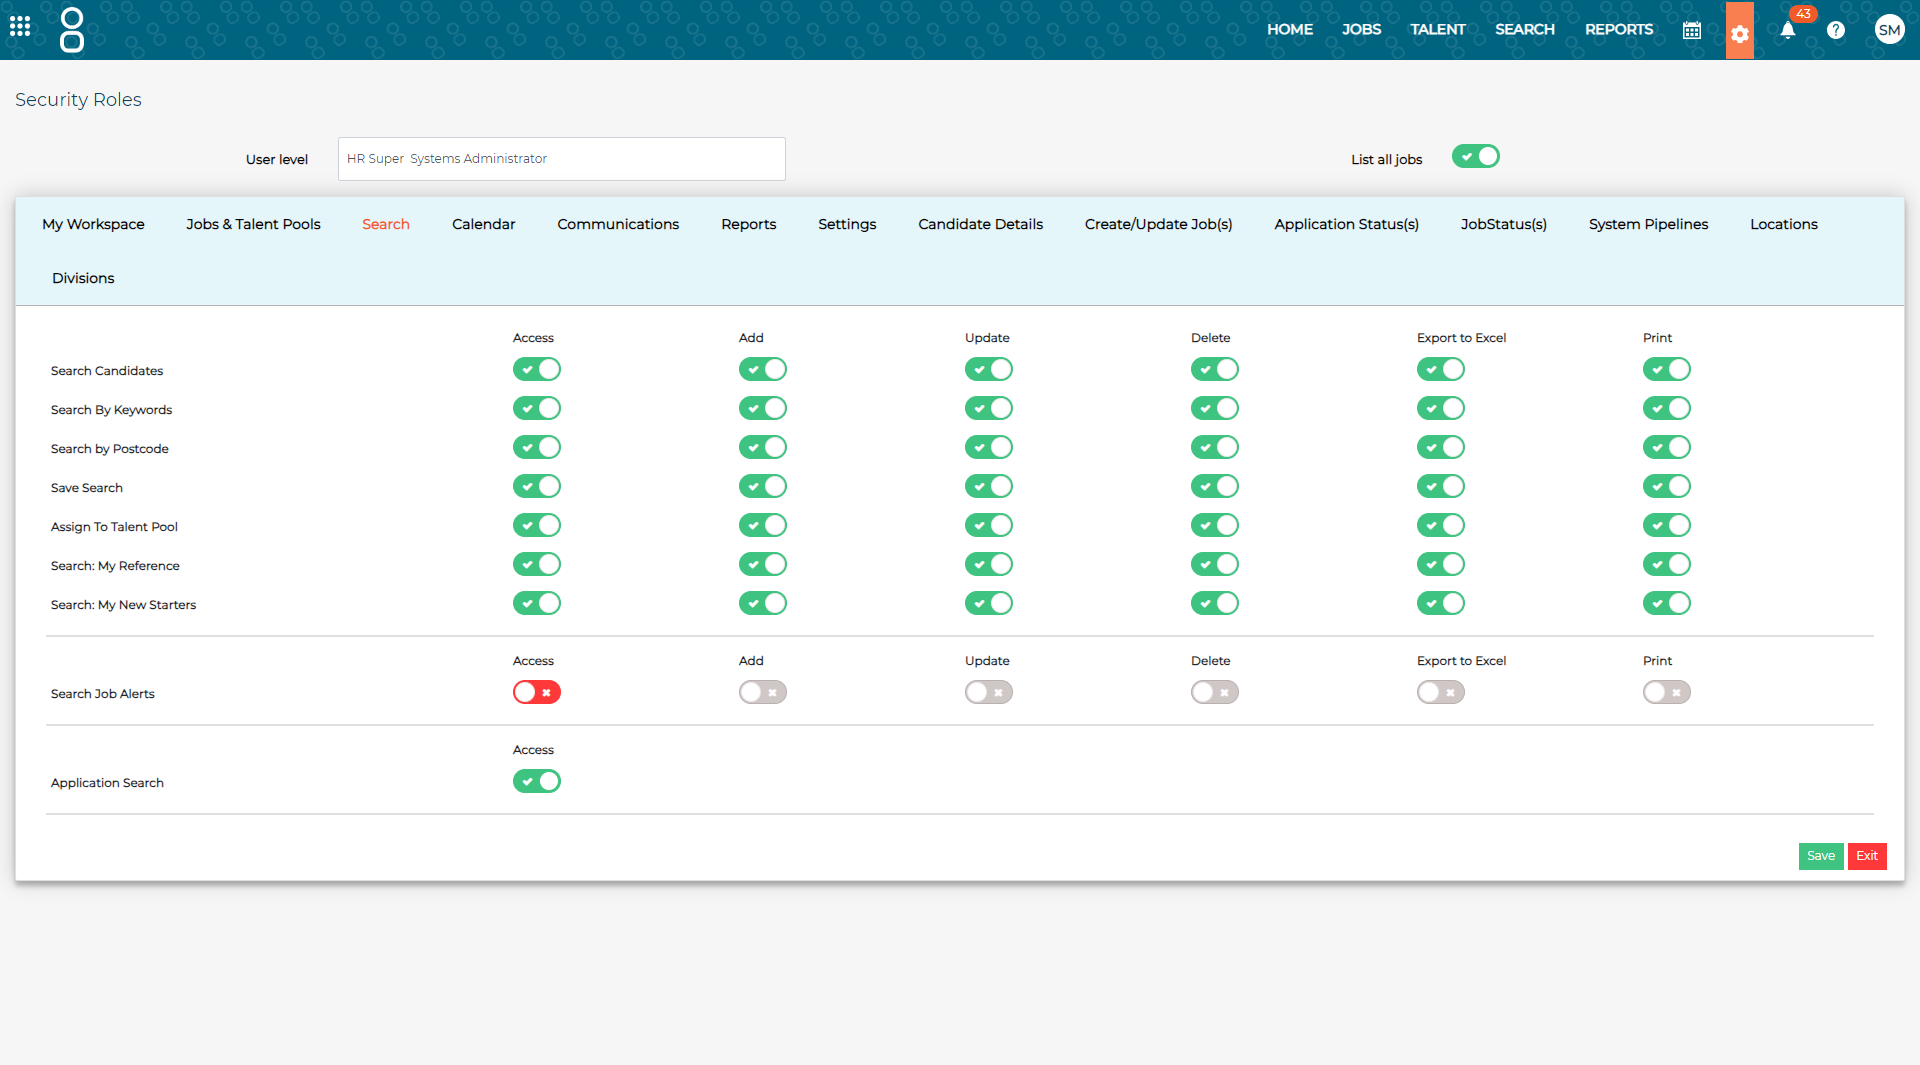 HOME JOBS TALENT SEARCH REPORTS 43 ? SM
Security Roles
User level HR Super Systems Administrator List all jobs
My Workspace Jobs & Talent Pools Search Calendar Communications Reports Settings Candidate Details Create/Update Job(s) Application Status(s) JobStatus(s) System Pipelines Locations
Divisions
Access Add Update Delete Export to Excel Print
Search Candidates
Search By Keywords
Search by Postcode
Save Search
Assign To Talent Pool
Search: My Reference
Search: My New Starters
Access Add Update Delete Export to Excel Print
Search Job Alerts
Access
Application Search
Save Exit